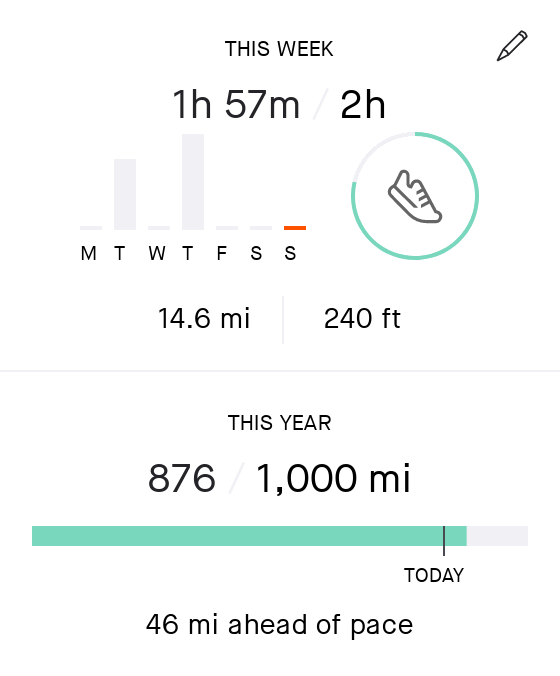 THIS WEEK
1h 57m / 2h
M T W T F S S
14.6 mi 240 ft
THIS YEAR
876 / 1,000 mi
TODAY
46 mi ahead of pace